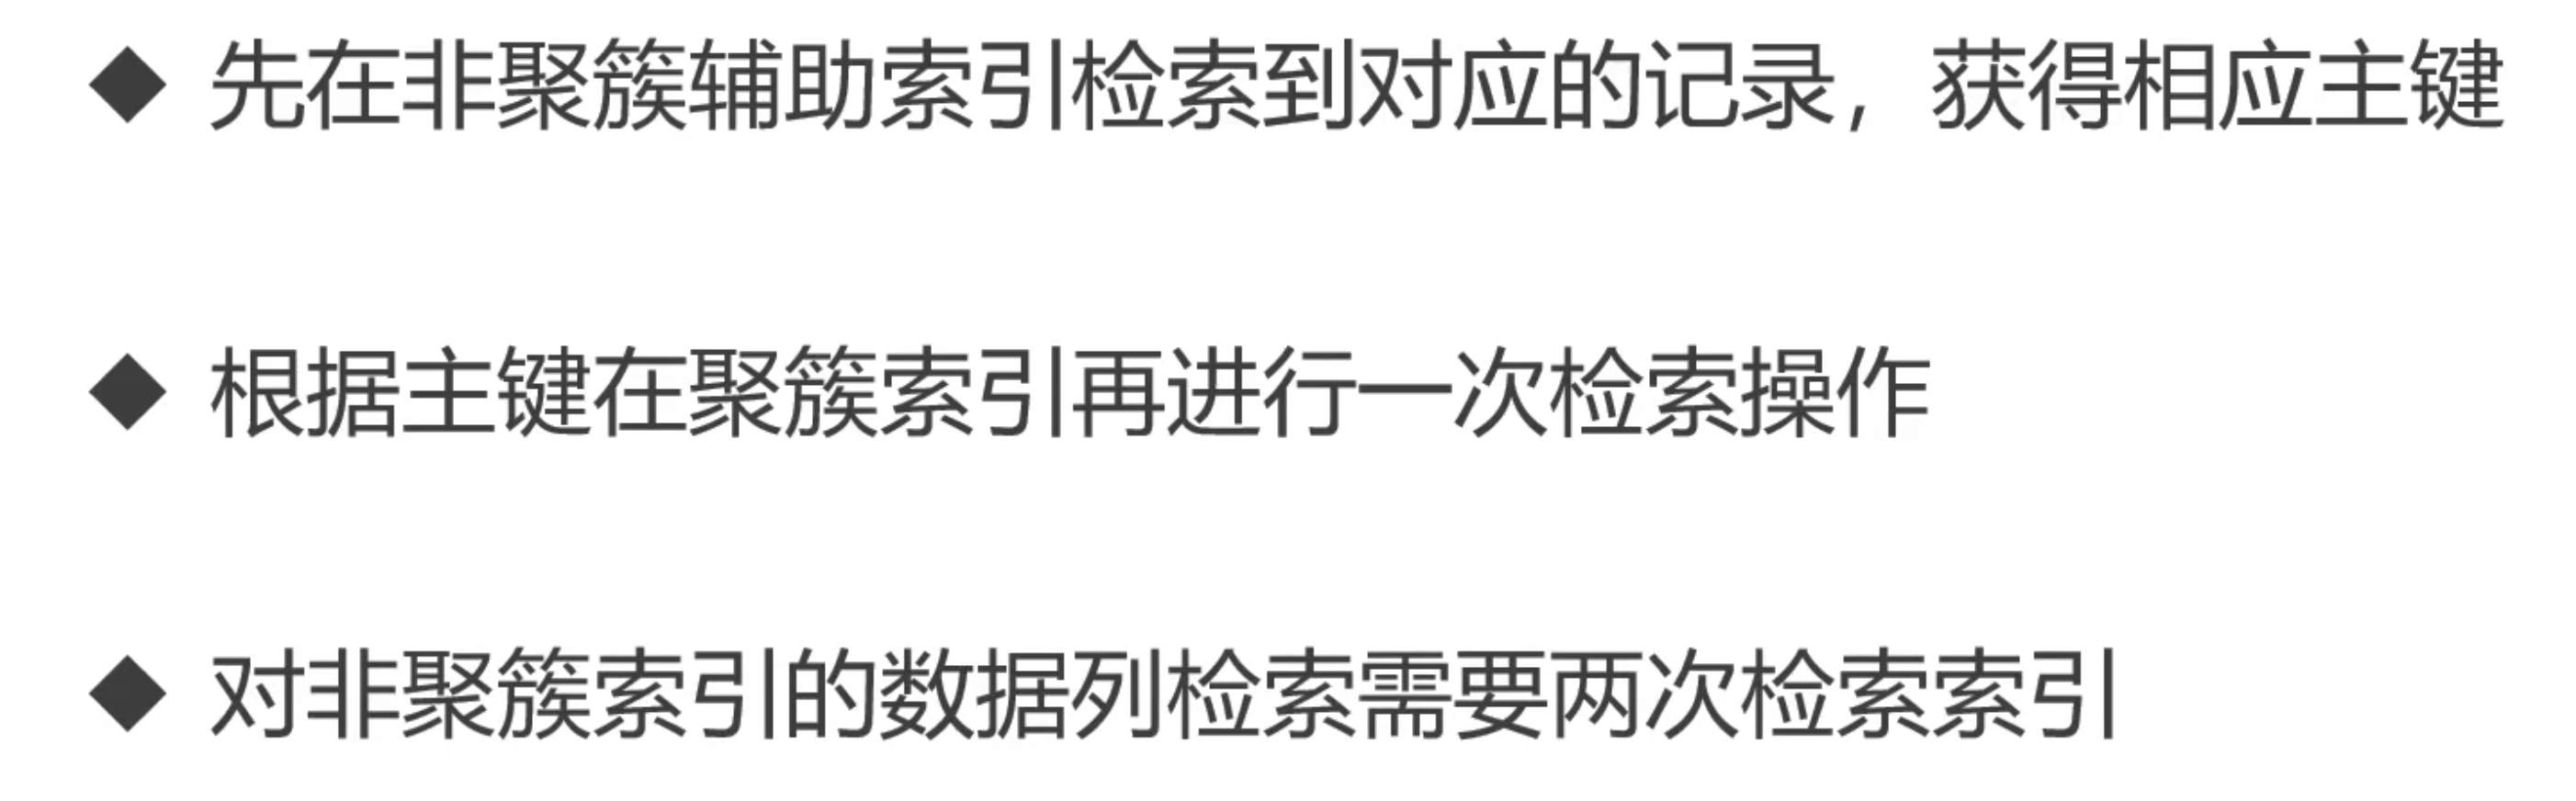 ◆ 先在非聚簇辅助索引检索到对应的记录，获得相应主键
◆ 根据主键在聚簇索引再进行一次检索操作
◆ 对非聚簇索引的数据列检索需要两次检索索引